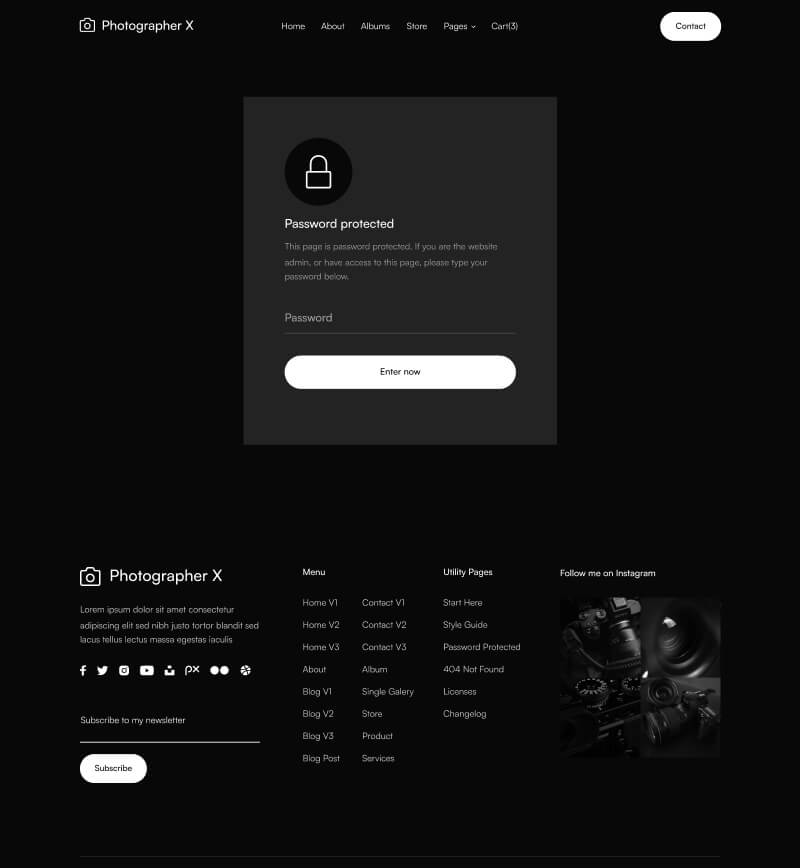 Photographer X
Home About Albums Store Pages Cart(3)
Contact
Password protected
This page is password protected. If you are the website
admin, or have access to this page, please type your
password below.
Password
Enter now
Photographer X
Lorem ipsum dolor sit amet consectetur
adipiscing elit sed nibh justo tortor blandit sed
lacus tellus lectus massa egestas iaculis
Subscribe to my newsletter
Subscribe
Menu
Home V1 Contact V1
Home V2 Contact V2
Home V3 Contact V3
About Album
Blog V1 Single Galery
Blog V2 Store
Blog V3 Product
Blog Post Services
Utility Pages
Start Here
Style Guide
Password Protected
404 Not Found
Licenses
Changelog
Follow me on Instagram